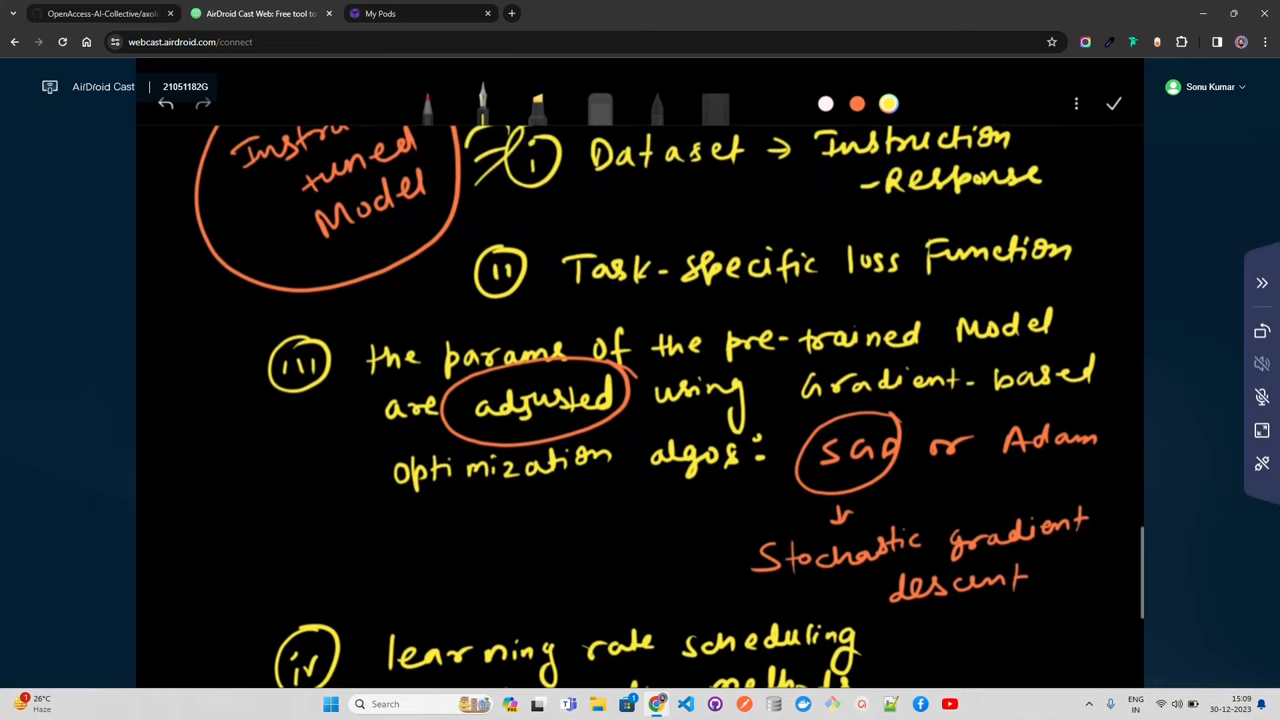 OpenAccess-AI-Collective/axol
AirDroid Cast Web: Free tool to
My Pods
webcast.airdroid.com/connect
AirDroid Cast
21051182G
Sonu Kumar
tuned
Model
i Dataset → Instruction
-Response
ii Task-specific loss Function
iii the params of the pre-trained Model
are adjusted using Gradient-based
optimization algos: SGD or Adam
Stochastic gradient
descent
iv learning rate scheduling
methods
26°C
Haze
Search
ENG
IN
15:09
30-12-2023